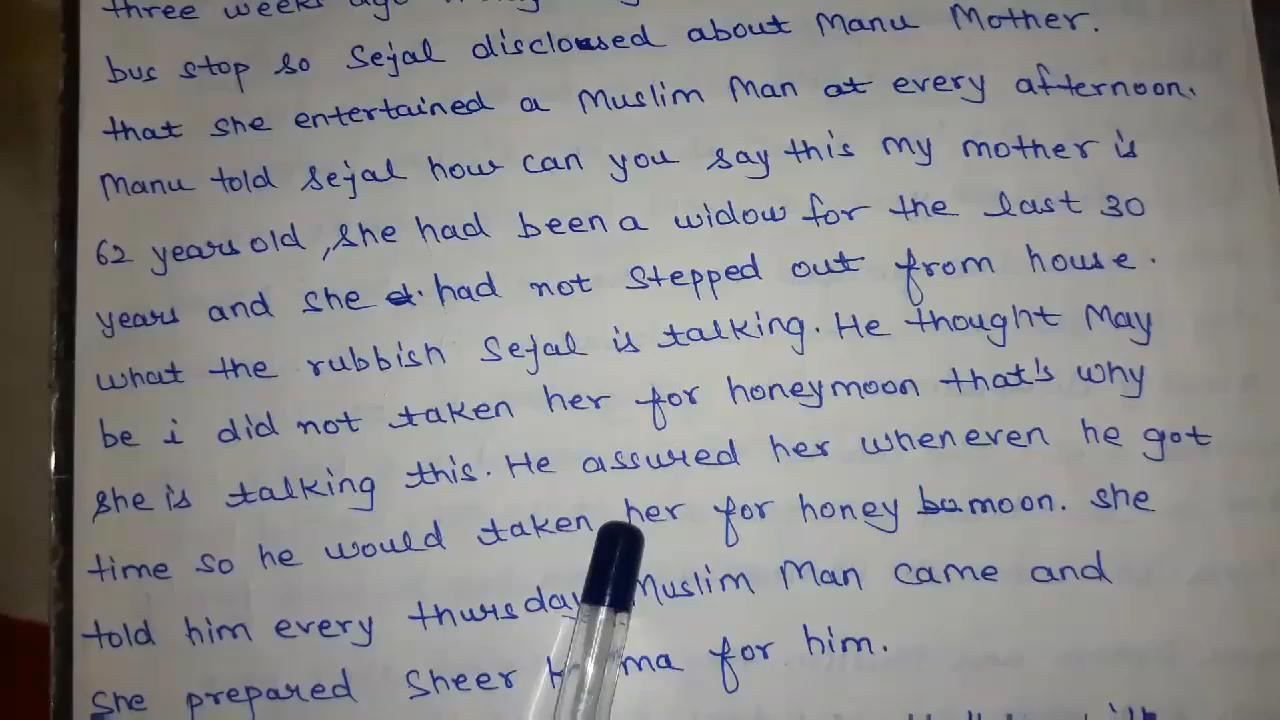 three weeks ago
bus stop so Sejal disclosed about Manu Mother.
that she entertained a Muslim Man at every afternoon.
Manu told Sejal how can you say this my mother is
62 years old, she had been a widow for the last 30
years and she had not stepped out from house.
what the rubbish Sejal is talking. He thought May
be i did not taken her for honeymoon that's why
she is talking this. He assured her whenever he got
time so he would taken her for honey bamoon. she
told him every thursday Muslim Man came and
she prepared Sheer ma for him.